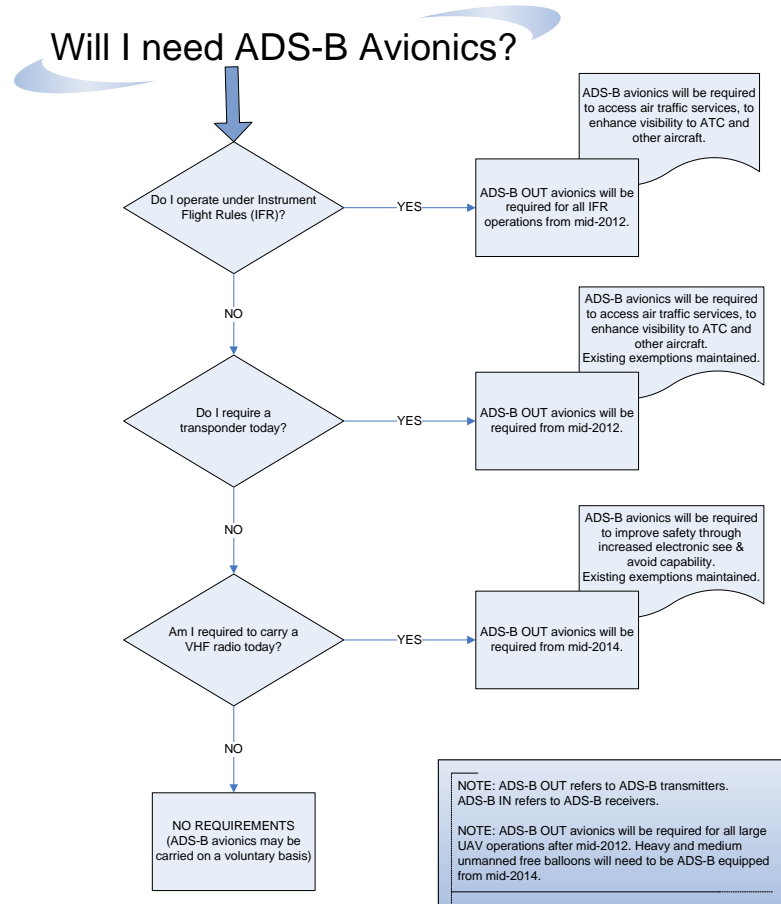 Will I need ADS-B Avionics?
ADS-B avionics will be required
to access air traffic services, to
enhance visibility to ATC and
other aircraft.
Do I operate under Instrument
Flight Rules (IFR)?
YES
ADS-B OUT avionics will be
required for all IFR
operations from mid-2012.
NO
ADS-B avionics will be required
to access air traffic services, to
enhance visibility to ATC and
other aircraft.
Existing exemptions maintained.
Do I require a
transponder today?
YES
ADS-B OUT avionics will be
required from mid-2012.
NO
ADS-B avionics will be required
to improve safety through
increased electronic see &
avoid capability.
Existing exemptions maintained.
Am I required to carry a
VHF radio today?
YES
ADS-B OUT avionics will be
required from mid-2014.
NO
NO REQUIREMENTS
(ADS-B avionics may be
carried on a voluntary basis)
NOTE: ADS-B OUT refers to ADS-B transmitters.
ADS-B IN refers to ADS-B receivers.
NOTE: ADS-B OUT avionics will be required for all large
UAV operations after mid-2012. Heavy and medium
unmanned free balloons will need to be ADS-B equipped
from mid-2014.